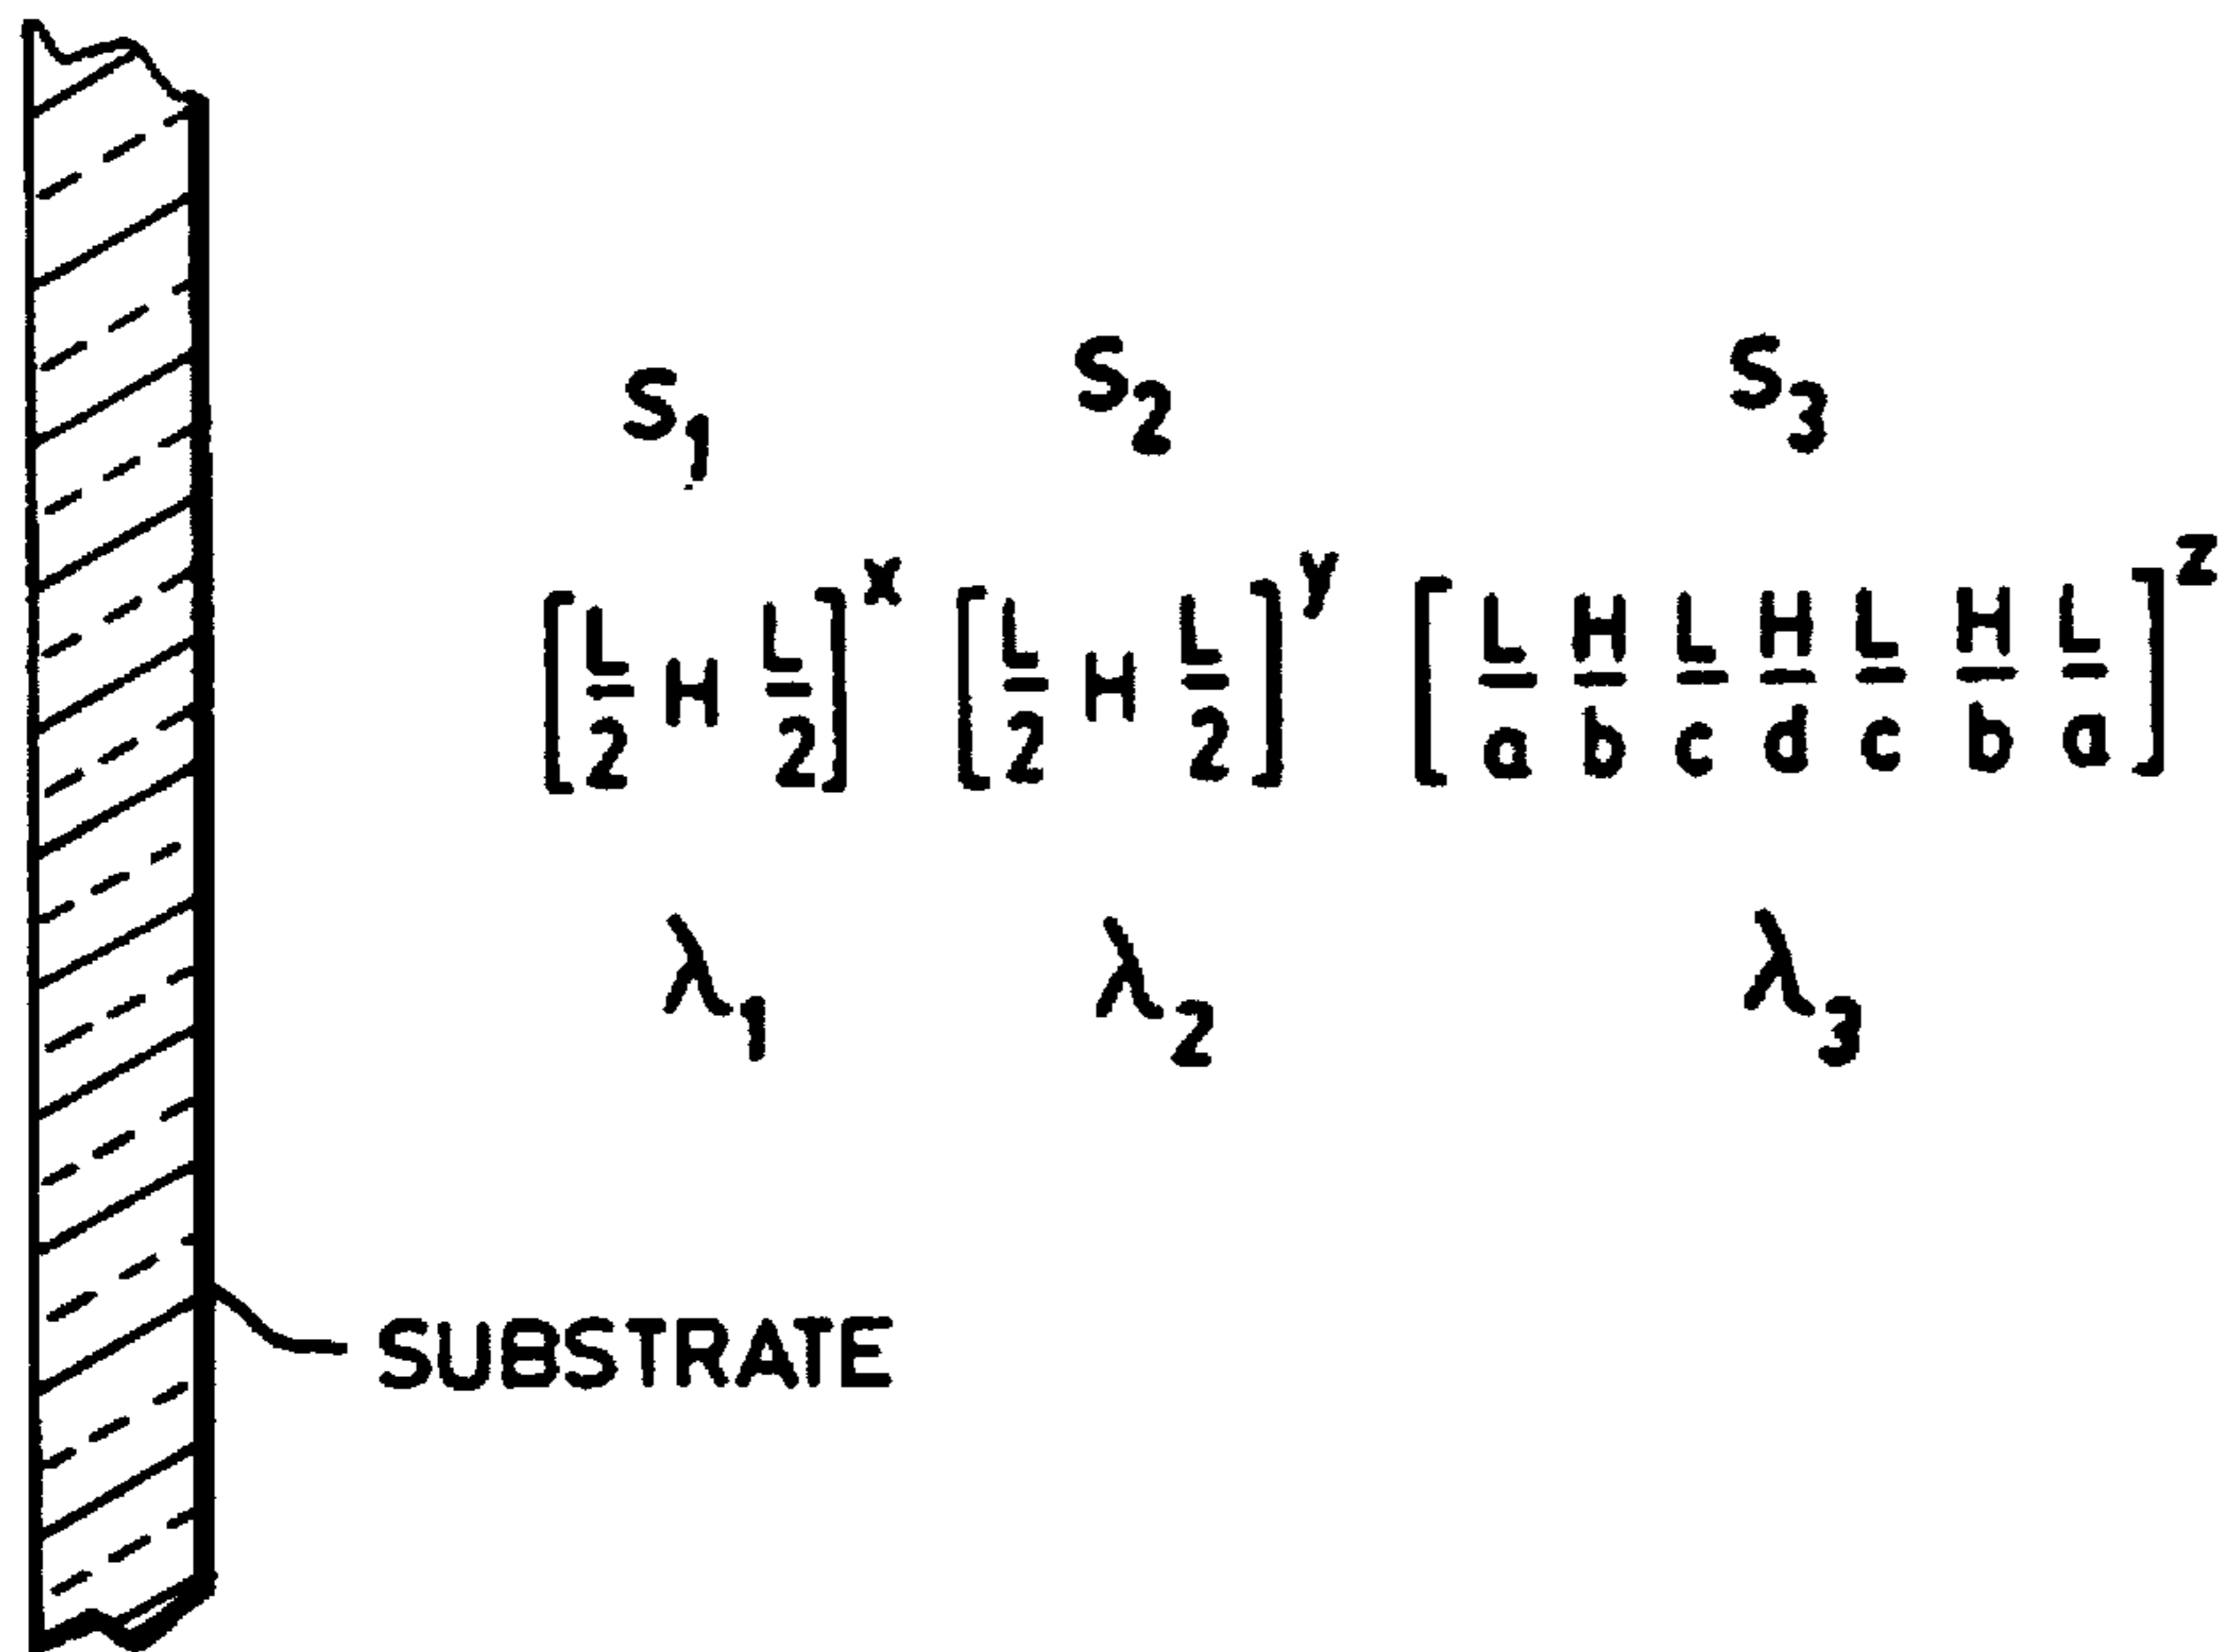 S₁ S₂ S₃
[L/2 H L/2]ˣ [L/2 H L/2]ʸ [L/a H/b L/c H/d L/c H/b L/a]ᶻ
λ₁ λ₂ λ₃
SUBSTRATE